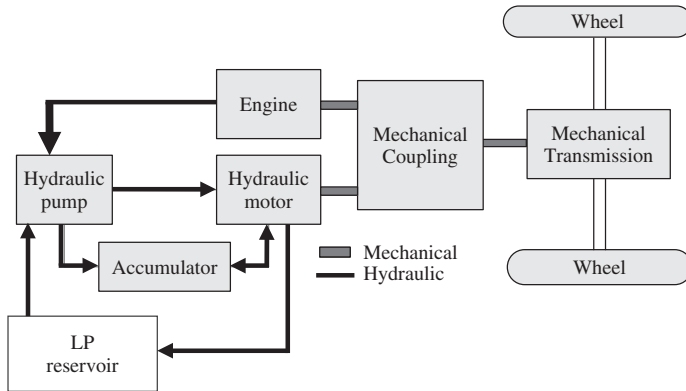 Wheel
Engine
Mechanical
Coupling
Mechanical
Transmission
Hydraulic
pump
Hydraulic
motor
Accumulator
Mechanical
Hydraulic
Wheel
LP
reservoir